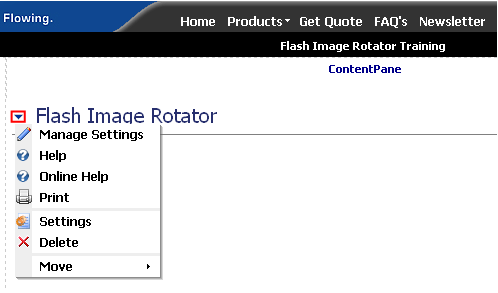 Flowing.
Home Products Get Quote FAQ's Newsletter
Flash Image Rotator Training
ContentPane
Flash Image Rotator
Manage Settings
Help
Online Help
Print
Settings
Delete
Move